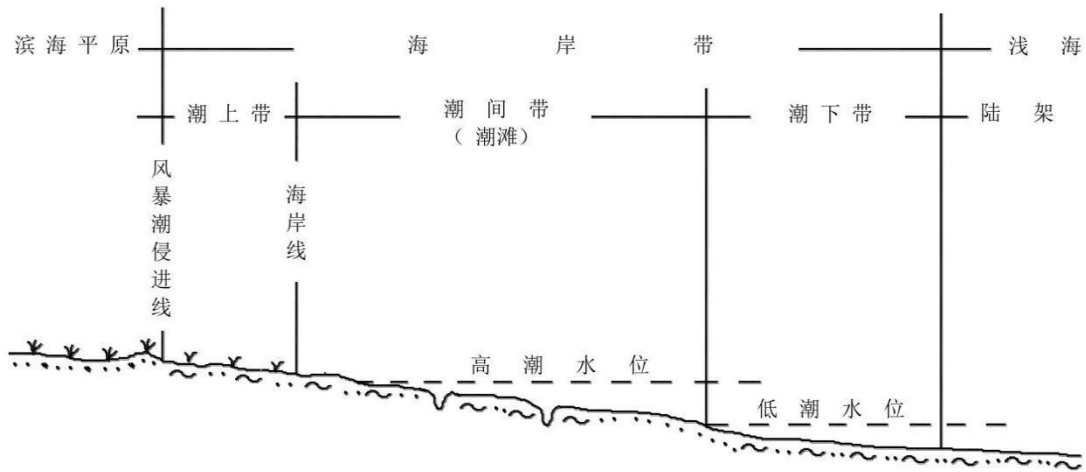 滨海平原 海岸带 浅海
潮上带 潮间带 潮下带 陆架
(潮滩)
风暴潮侵进线
海岸线
高潮水位
低潮水位